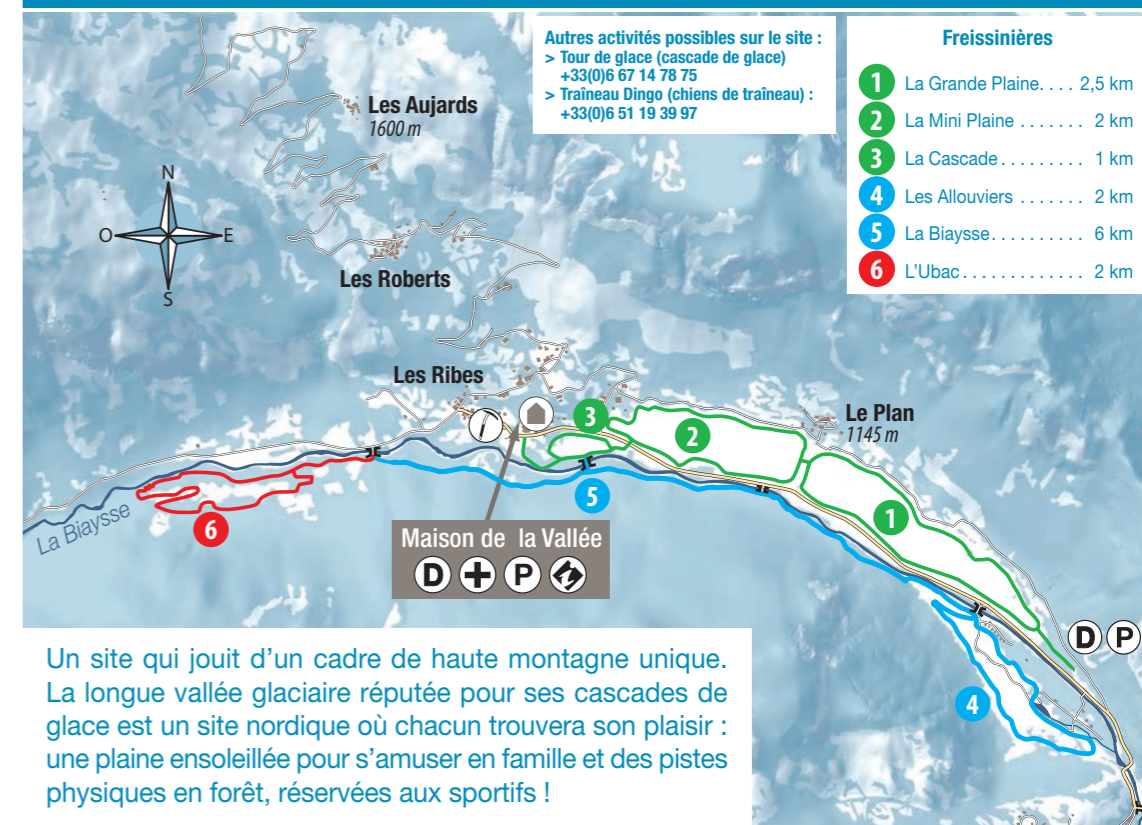 Autres activités possibles sur le site :
> Tour de glace (cascade de glace)
+33(0)6 67 14 78 75
> Traîneau Dingo (chiens de traîneau) :
+33(0)6 51 19 39 97
Freissinières
1 La Grande Plaine. . . . 2,5 km
2 La Mini Plaine . . . . . . . 2 km
3 La Cascade . . . . . . . . . 1 km
4 Les Allouviers . . . . . . . 2 km
5 La Biaysse. . . . . . . . . . 6 km
6 L'Ubac . . . . . . . . . . . . . 2 km
Les Aujards
1600 m
N
O E
S
Les Roberts
Les Ribes
3
2
Le Plan
1145 m
1
5
6
La Biaysse
Maison de la Vallée
D P
D P
4
Un site qui jouit d'un cadre de haute montagne unique.
La longue vallée glaciaire réputée pour ses cascades de
glace est un site nordique où chacun trouvera son plaisir :
une plaine ensoleillée pour s'amuser en famille et des pistes
physiques en forêt, réservées aux sportifs !